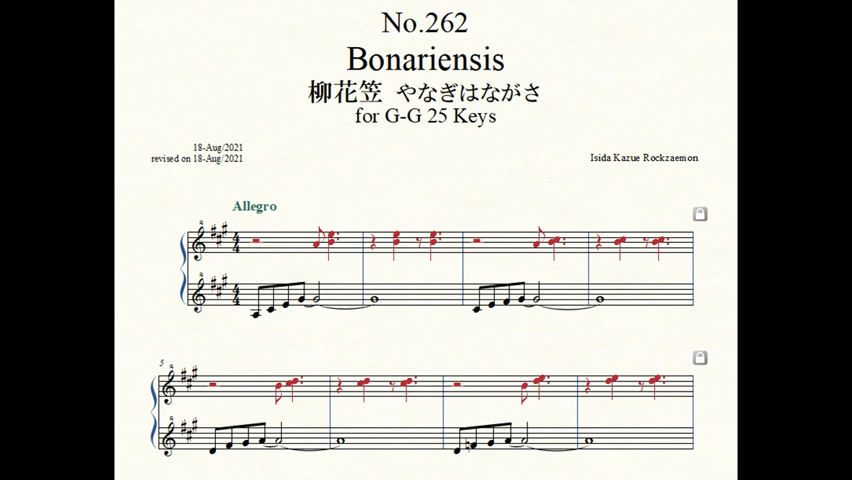 No.262
Bonariensis
柳花笠 やなぎはながさ
for G-G 25 Keys
18-Aug/2021
revised on 18-Aug/2021
Isida Kazue Rockzaemon
Allegro
5